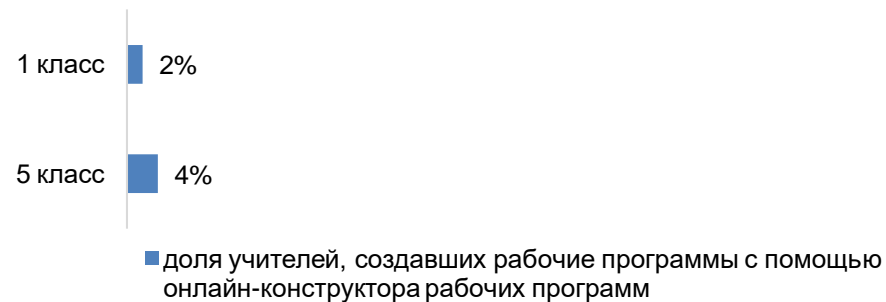 1 класс 2%
5 класс 4%
доля учителей, создавших рабочие программы с помощью
онлайн-конструктора рабочих программ